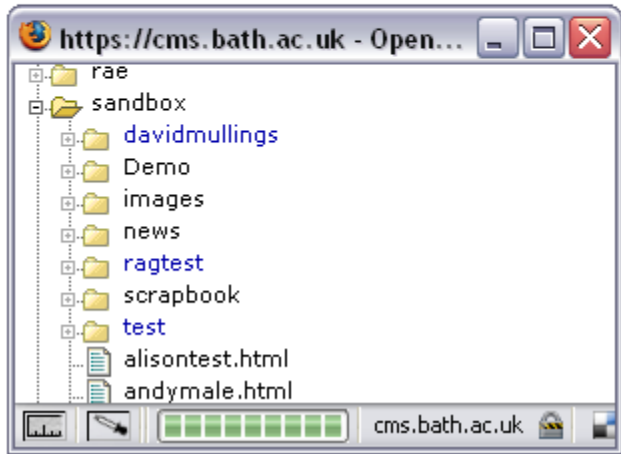 https://cms.bath.ac.uk - Open...
rae
sandbox
davidmullings
Demo
images
news
ragtest
scrapbook
test
alisontest.html
andymale.html
cms.bath.ac.uk